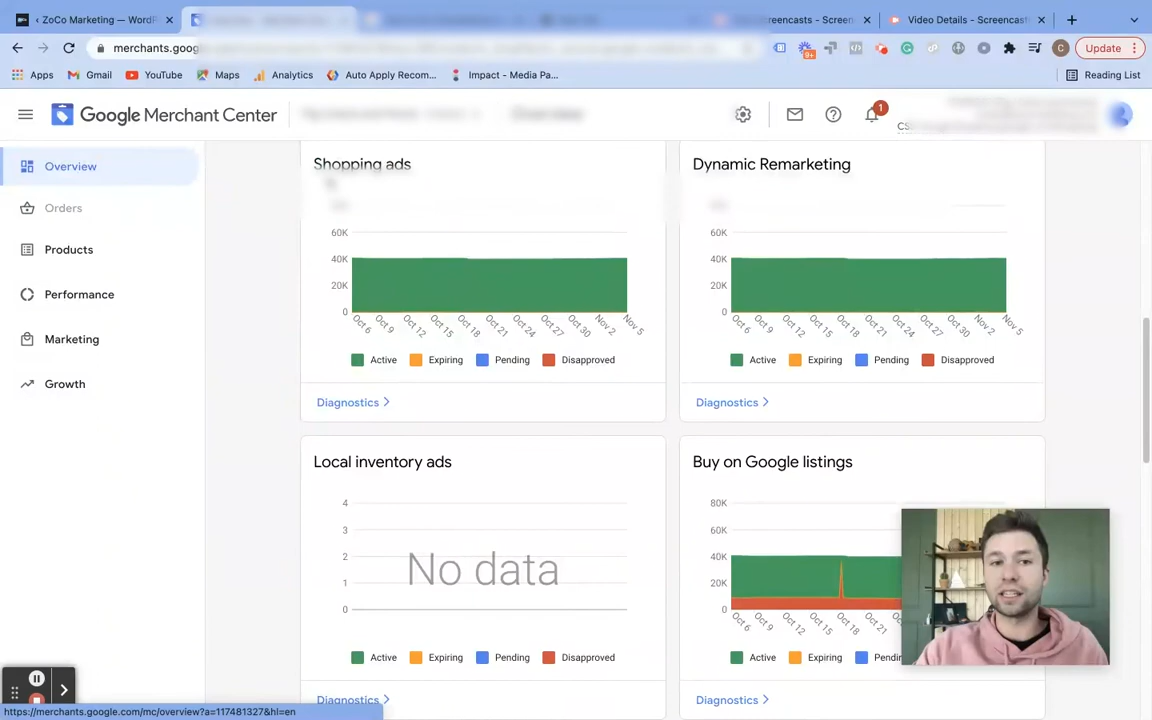 < ZoCo Marketing — WordP
screencasts - Screen
Video Details - Screencast
merchants.goog
Update
Apps
Gmail
YouTube
Maps
Analytics
Auto Apply Recom...
Impact - Media Pa...
Reading List
Google Merchant Center
1
CS
Overview
Orders
Products
Performance
Marketing
Growth
Shopping ads
60K
40K
20K
0
Oct 6
Oct 9
Oct 12
Oct 15
Oct 18
Oct 21
Oct 24
Oct 27
Oct 30
Nov 2
Nov 5
Active
Expiring
Pending
Disapproved
Diagnostics
Dynamic Remarketing
60K
40K
20K
0
Oct 6
Oct 9
Oct 12
Oct 15
Oct 18
Oct 21
Oct 24
Oct 27
Oct 30
Nov 2
Nov 5
Active
Expiring
Pending
Disapproved
Diagnostics
Local inventory ads
4
3
2
1
0
No data
Active
Expiring
Pending
Disapproved
Diagnostics
Buy on Google listings
80K
60K
40K
20K
0
Oct 6
Oct 9
Oct 12
Oct 15
Oct 18
Oct 21
Active
Expiring
Pendi
Diagnostics
https://merchants.google.com/mc/overview?a=117481327&hl=en